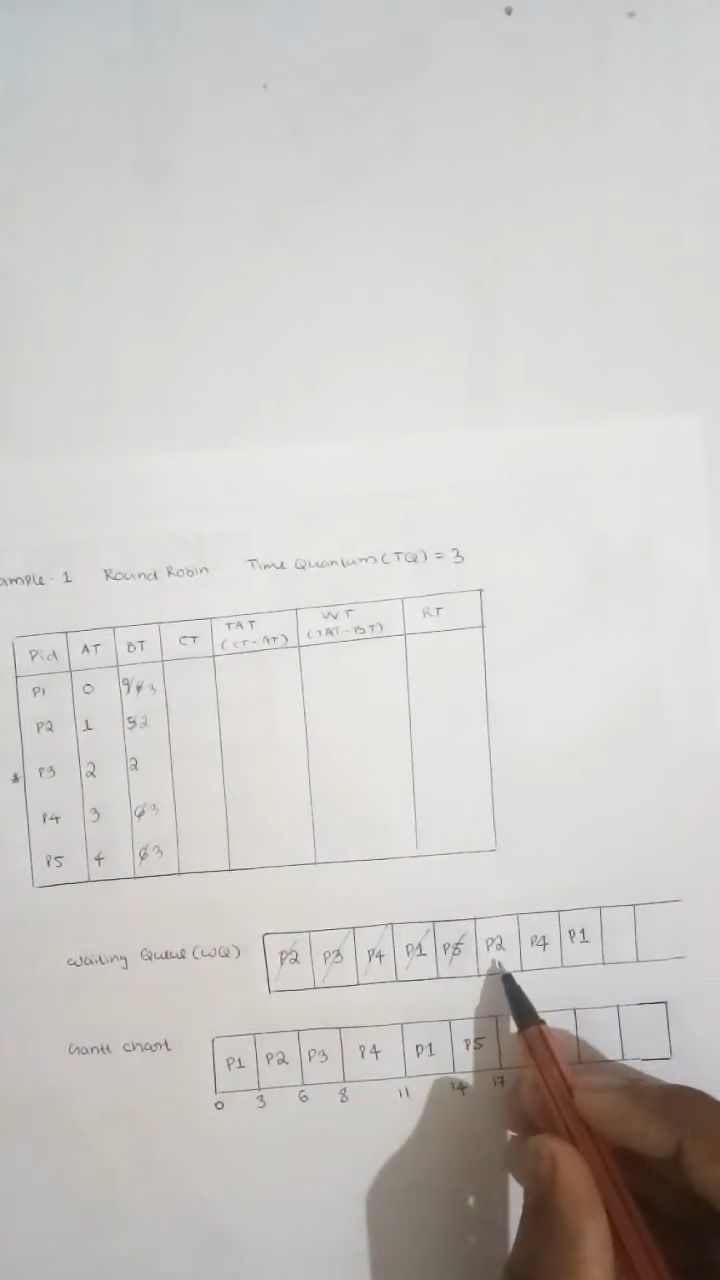 ample - 1 Round Robin Time Quantum (TQ) = 3
Pid AT BT CT TAT (CT - AT) WT (TAT - BT) RT
P1 0 9 6 3
P2 1 5 2
* P3 2 2
P4 3 6 3
P5 4 6 3
Waiting Queue (WQ) P2 P3 P4 P1 P5 P2 P4 P1
Gantt chart P1 P2 P3 P4 P1 P5
0 3 6 8 11 14 17